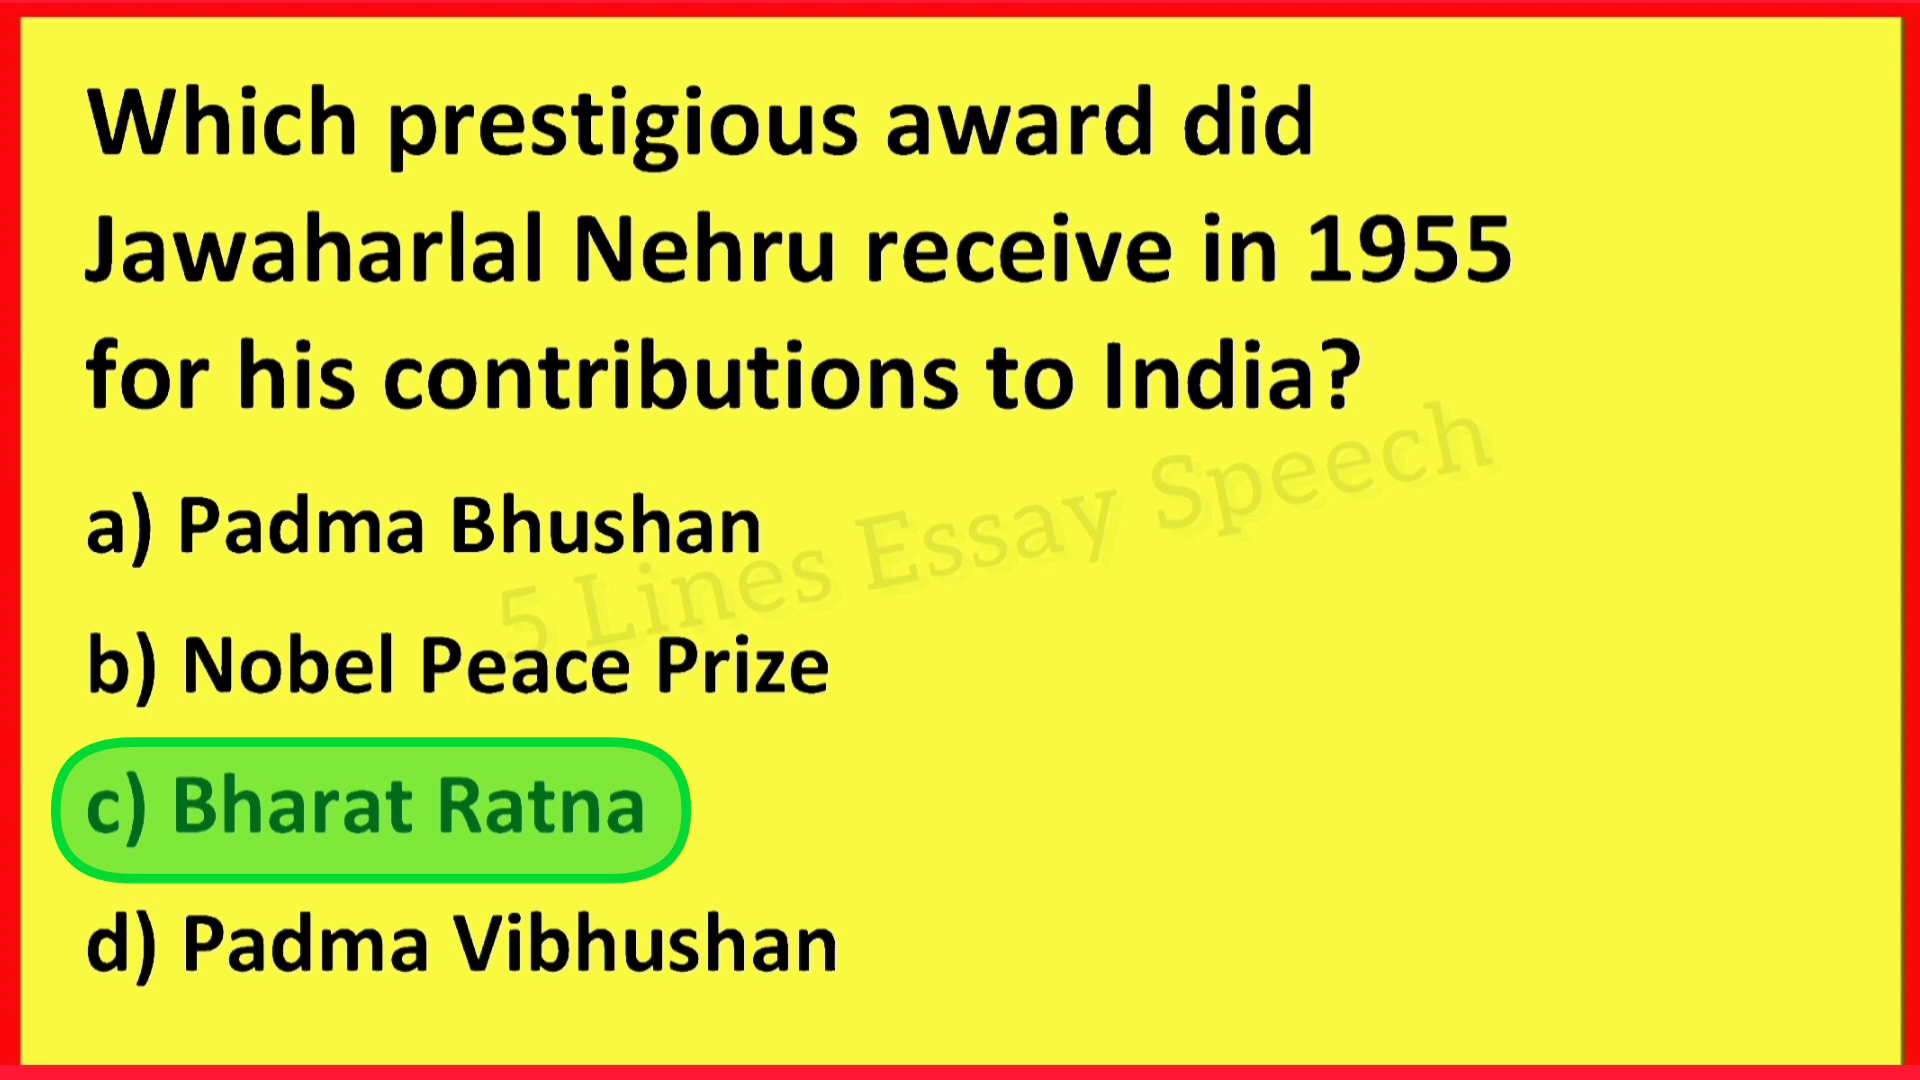 Which prestigious award did
Jawaharlal Nehru receive in 1955
for his contributions to India?
a) Padma Bhushan
5 Lines Essay Speech
b) Nobel Peace Prize
c) Bharat Ratna
d) Padma Vibhushan